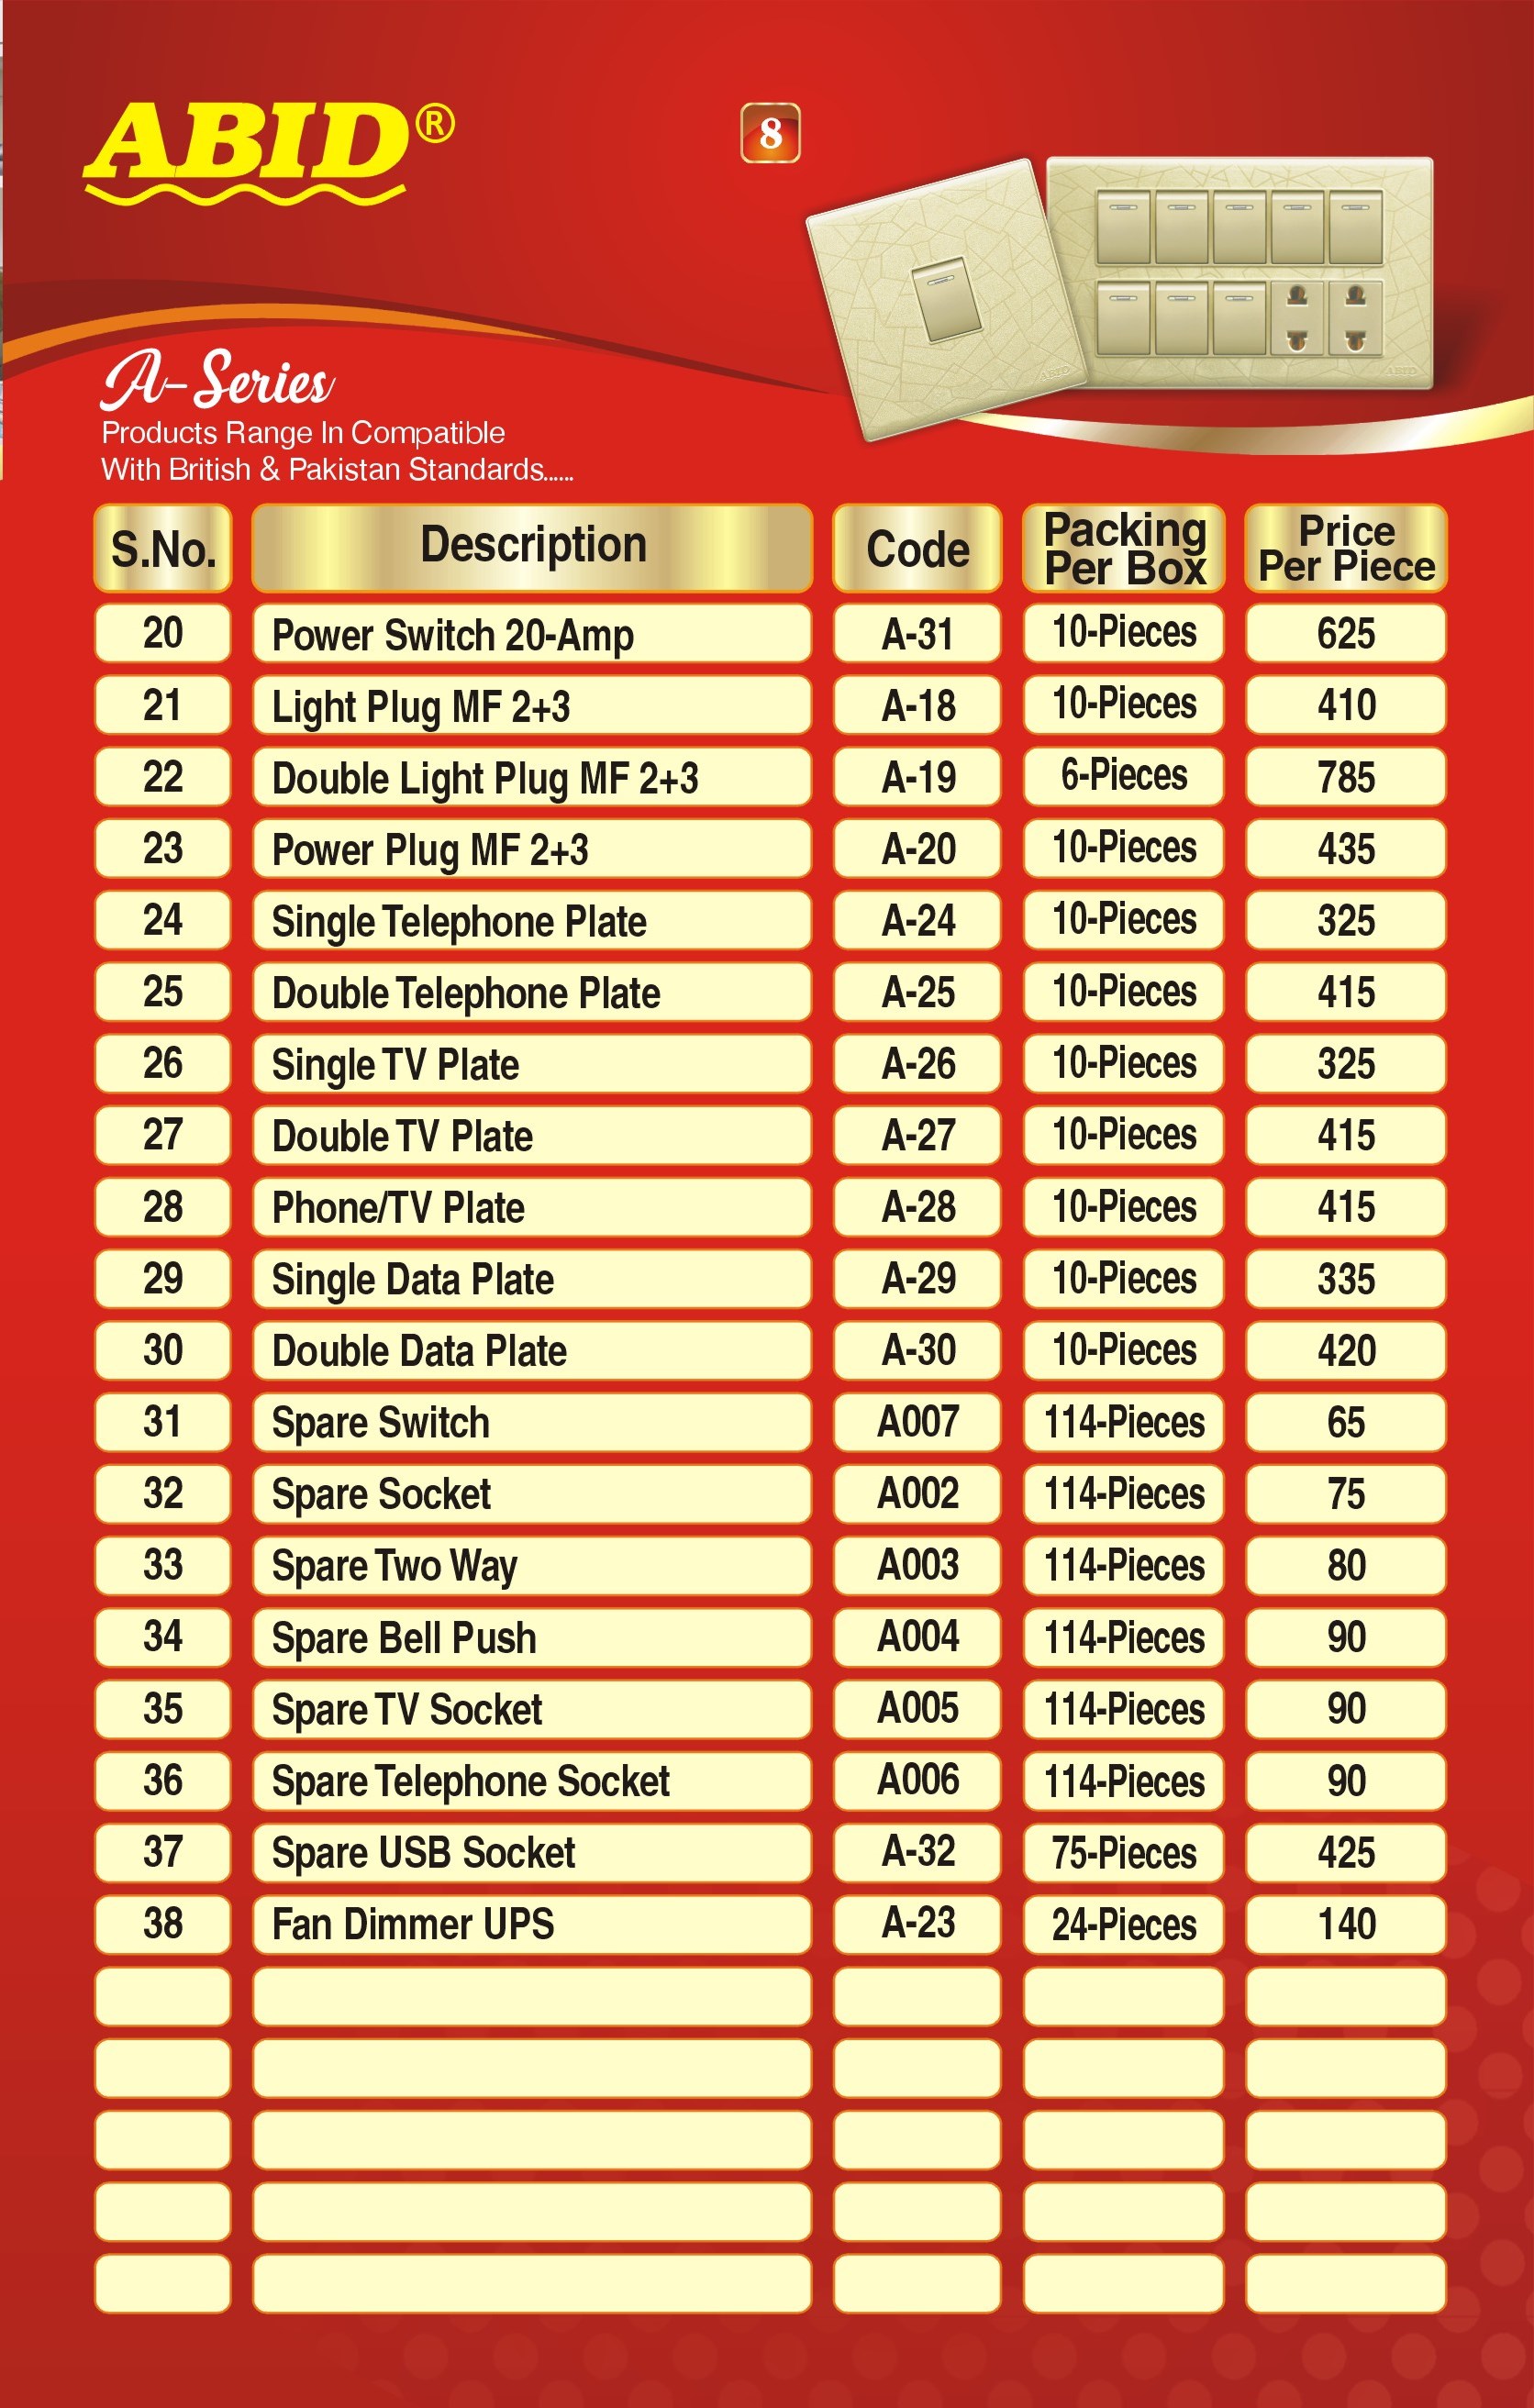 ABID®
8
A-Series
Products Range In Compatible
With British & Pakistan Standards......
S.No. Description Code Packing Per Box Price Per Piece
20 Power Switch 20-Amp A-31 10-Pieces 625
21 Light Plug MF 2+3 A-18 10-Pieces 410
22 Double Light Plug MF 2+3 A-19 6-Pieces 785
23 Power Plug MF 2+3 A-20 10-Pieces 435
24 Single Telephone Plate A-24 10-Pieces 325
25 Double Telephone Plate A-25 10-Pieces 415
26 Single TV Plate A-26 10-Pieces 325
27 Double TV Plate A-27 10-Pieces 415
28 Phone/TV Plate A-28 10-Pieces 415
29 Single Data Plate A-29 10-Pieces 335
30 Double Data Plate A-30 10-Pieces 420
31 Spare Switch A007 114-Pieces 65
32 Spare Socket A002 114-Pieces 75
33 Spare Two Way A003 114-Pieces 80
34 Spare Bell Push A004 114-Pieces 90
35 Spare TV Socket A005 114-Pieces 90
36 Spare Telephone Socket A006 114-Pieces 90
37 Spare USB Socket A-32 75-Pieces 425
38 Fan Dimmer UPS A-23 24-Pieces 140
ABID
ABID